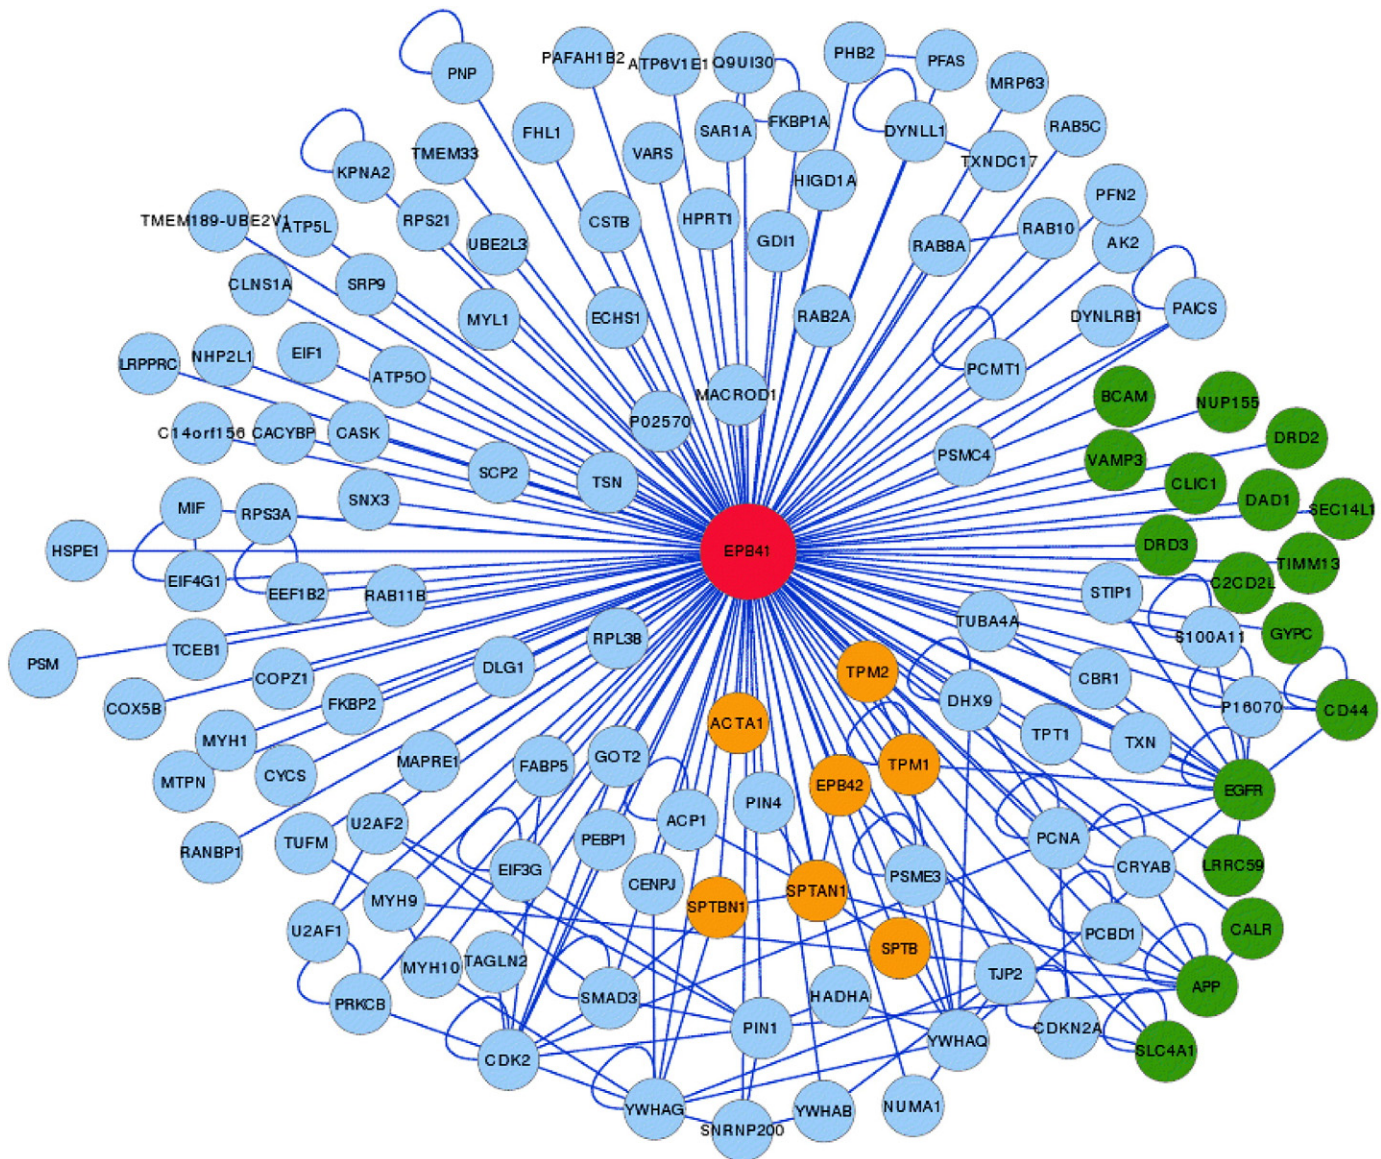 PNP
PAFAH1B2
ATP6V1E1
Q9UI30
PHB2
PFAS
MRP63
KPNA2
TMEM33
FHL1
VARS
SAR1A
FKBP1A
DYNLL1
RAB5C
TXNDC17
HIGD1A
PFN2
TMEM189-UBE2V1
ATP5L
RPS21
UBE2L3
CSTB
HPRT1
GDI1
RAB8A
RAB10
AK2
CLNS1A
SRP9
MYL1
ECHS1
RAB2A
DYNLRB1
PAICS
LRPPRC
NHP2L1
EIF1
ATP5O
MACROD1
PCMT1
BCAM
NUP155
C14orf156
CACYBP
CASK
P02570
DRD2
SCP2
TSN
PSMC4
VAMP3
CLIC1
MIF
RPS3A
SNX3
DAD1
SEC14L1
HSPE1
EPB41
DRD3
TIMM13
EIF4G1
EEF1B2
RAB11B
STIP1
C2CD2L
TUBA4A
PSM
TCEB1
RPL38
S100A11
GYPC
COPZ1
DLG1
TPM2
CBR1
COX5B
FKBP2
ACTA1
DHX9
P16070
CD44
MYH1
TPT1
TXN
MTPN
CYCS
MAPRE1
FABP5
GOT2
TPM1
EPB42
EGFR
PIN4
RANBP1
TUFM
U2AF2
PEBP1
ACP1
PCNA
CRYAB
LRRC59
EIF3G
CENPJ
SPTAN1
PSME3
MYH9
SPTBN1
U2AF1
SPTB
PCBD1
CALR
MYH10
TAGLN2
TJP2
PRKCB
SMAD3
HADHA
APP
PIN1
CDKN2A
CDK2
YWHAQ
SLC4A1
YWHAG
SNRNP200
YWHAB
NUMA1